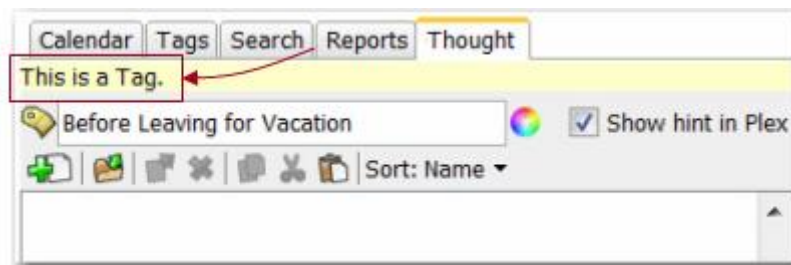 Calendar Tags Search Reports Thought
This is a Tag.
Before Leaving for Vacation Show hint in Plex
Sort: Name